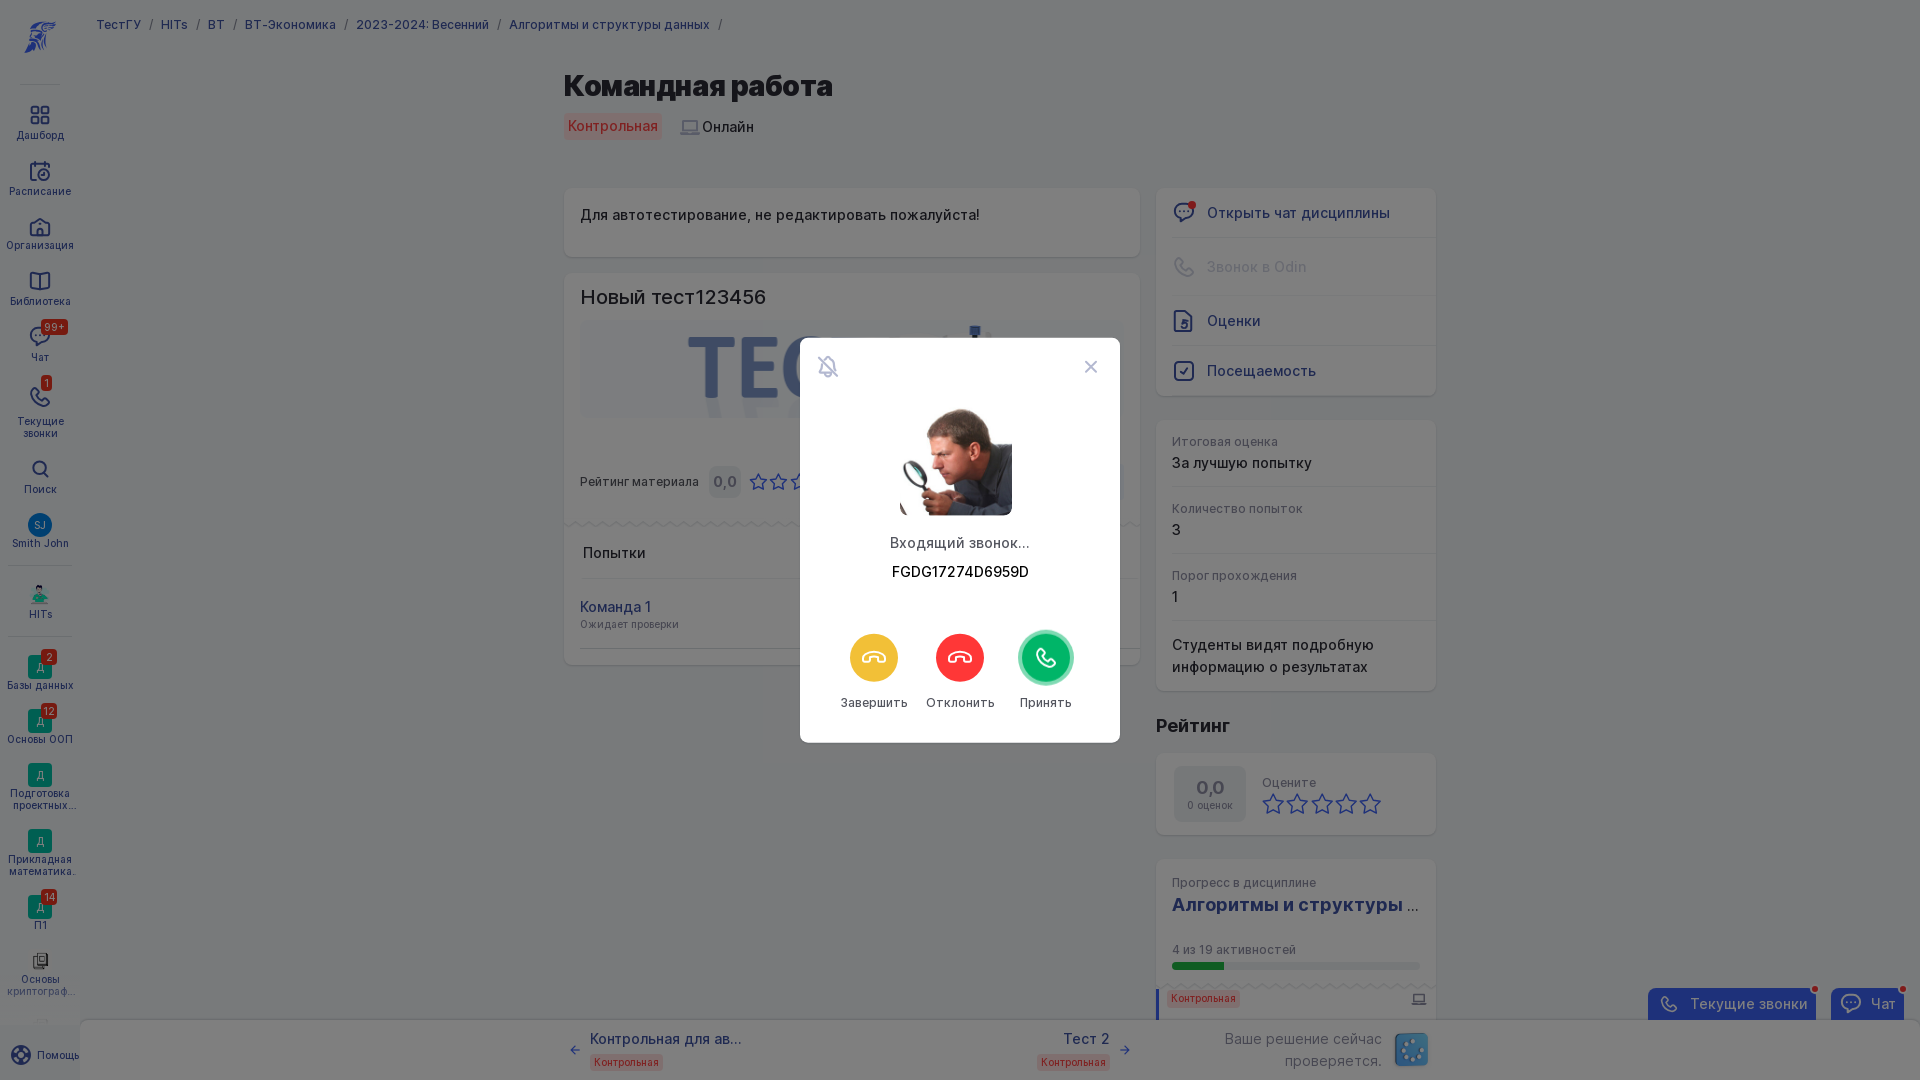 ТестГУ / HITs / ВТ / ВТ-Экономика / 2023-2024: Весенний / Алгоритмы и структуры данных /
Дашборд
Расписание
Организация
Библиотека
99+
Чат
1
Текущие
звонки
Поиск
SJ
Smith John
HITs
2
Д
Базы данных
12
Д
Основы ООП
Д
Подготовка
проектных...
Д
Прикладная
математика.
14
Д
П1
Основы
криптограф...
Помощь
Командная работа
Контрольная
Онлайн
Для автотестирование, не редактировать пожалуйста!
Новый тест123456
Рейтинг материала 0,0
Попытки
Команда 1
Ожидает проверки
Входящий звонок...
FGDG17274D6959D
Завершить
Отклонить
Принять
Открыть чат дисциплины
Звонок в Odin
Оценки
Посещаемость
Итоговая оценка
За лучшую попытку
Количество попыток
3
Порог прохождения
1
Студенты видят подробную
информацию о результатах
Рейтинг
0,0
0 оценок
Оцените
Прогресс в дисциплине
Алгоритмы и структуры ...
4 из 19 активностей
Контрольная
Текущие звонки
Чат
Контрольная для ав...
Контрольная
Тест 2
Контрольная
Ваше решение сейчас
проверяется.